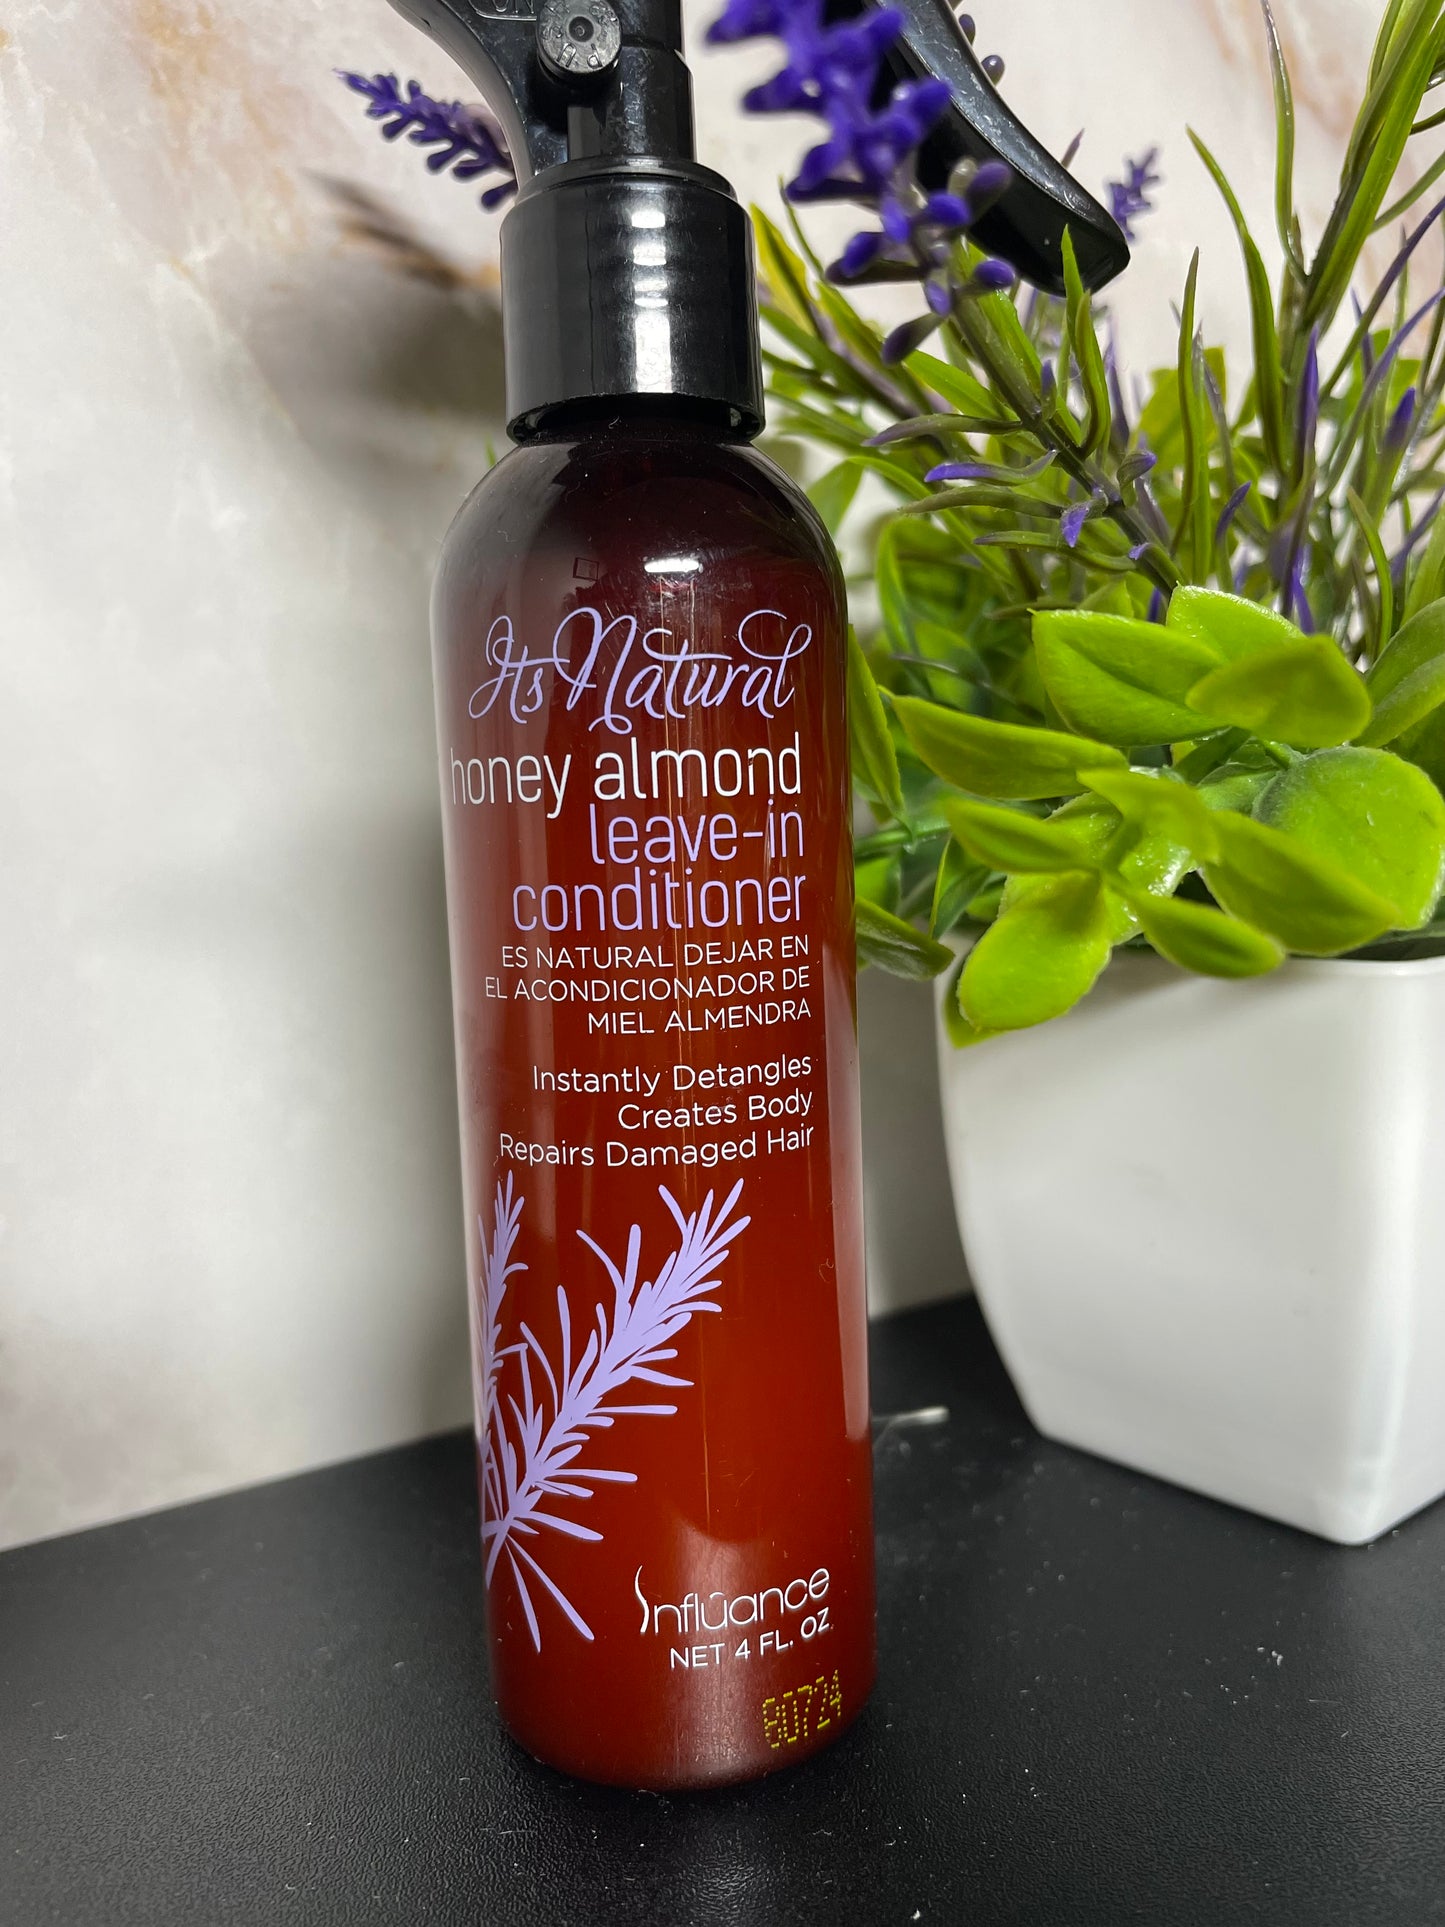 Its Natural
honey almond
leave-in
conditioner
ES NATURAL DEJAR EN
EL ACONDICIONADOR DE
MIEL ALMENDRA
Instantly Detangles
Creates Body
Repairs Damaged Hair
Influance
NET 4 FL. OZ